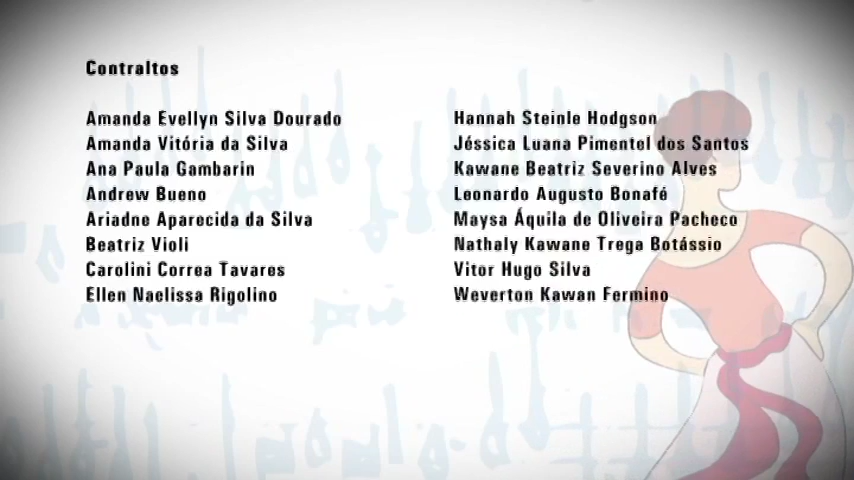 Contraltos
Amanda Evellyn Silva Dourado
Amanda Vitória da Silva
Ana Paula Gambarin
Andrew Bueno
Ariadne Aparecida da Silva
Beatriz Violi
Carolini Correa Tavares
Ellen Naelissa Rigolino
Hannah Steinle Hodgson
Jéssica Luana Pimentel dos Santos
Kawane Beatriz Severino Alves
Leonardo Augusto Bonafé
Maysa Áquila de Oliveira Pacheco
Nathaly Kawane Trega Botássio
Vitor Hugo Silva
Weverton Kawan Fermino